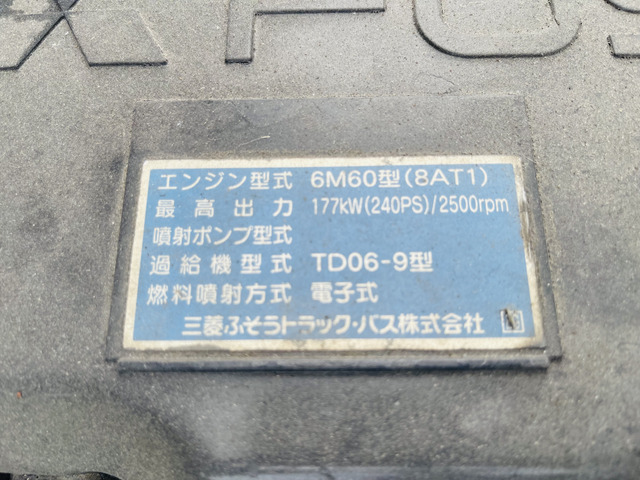 FUSO
エンジン型式 6M60型(8AT1)
最高出力 177kW(240PS)/2500rpm
噴射ポンプ型式
過給機型式 TD06-9型
燃料噴射方式 電子式
三菱ふそうトラック・バス株式会社